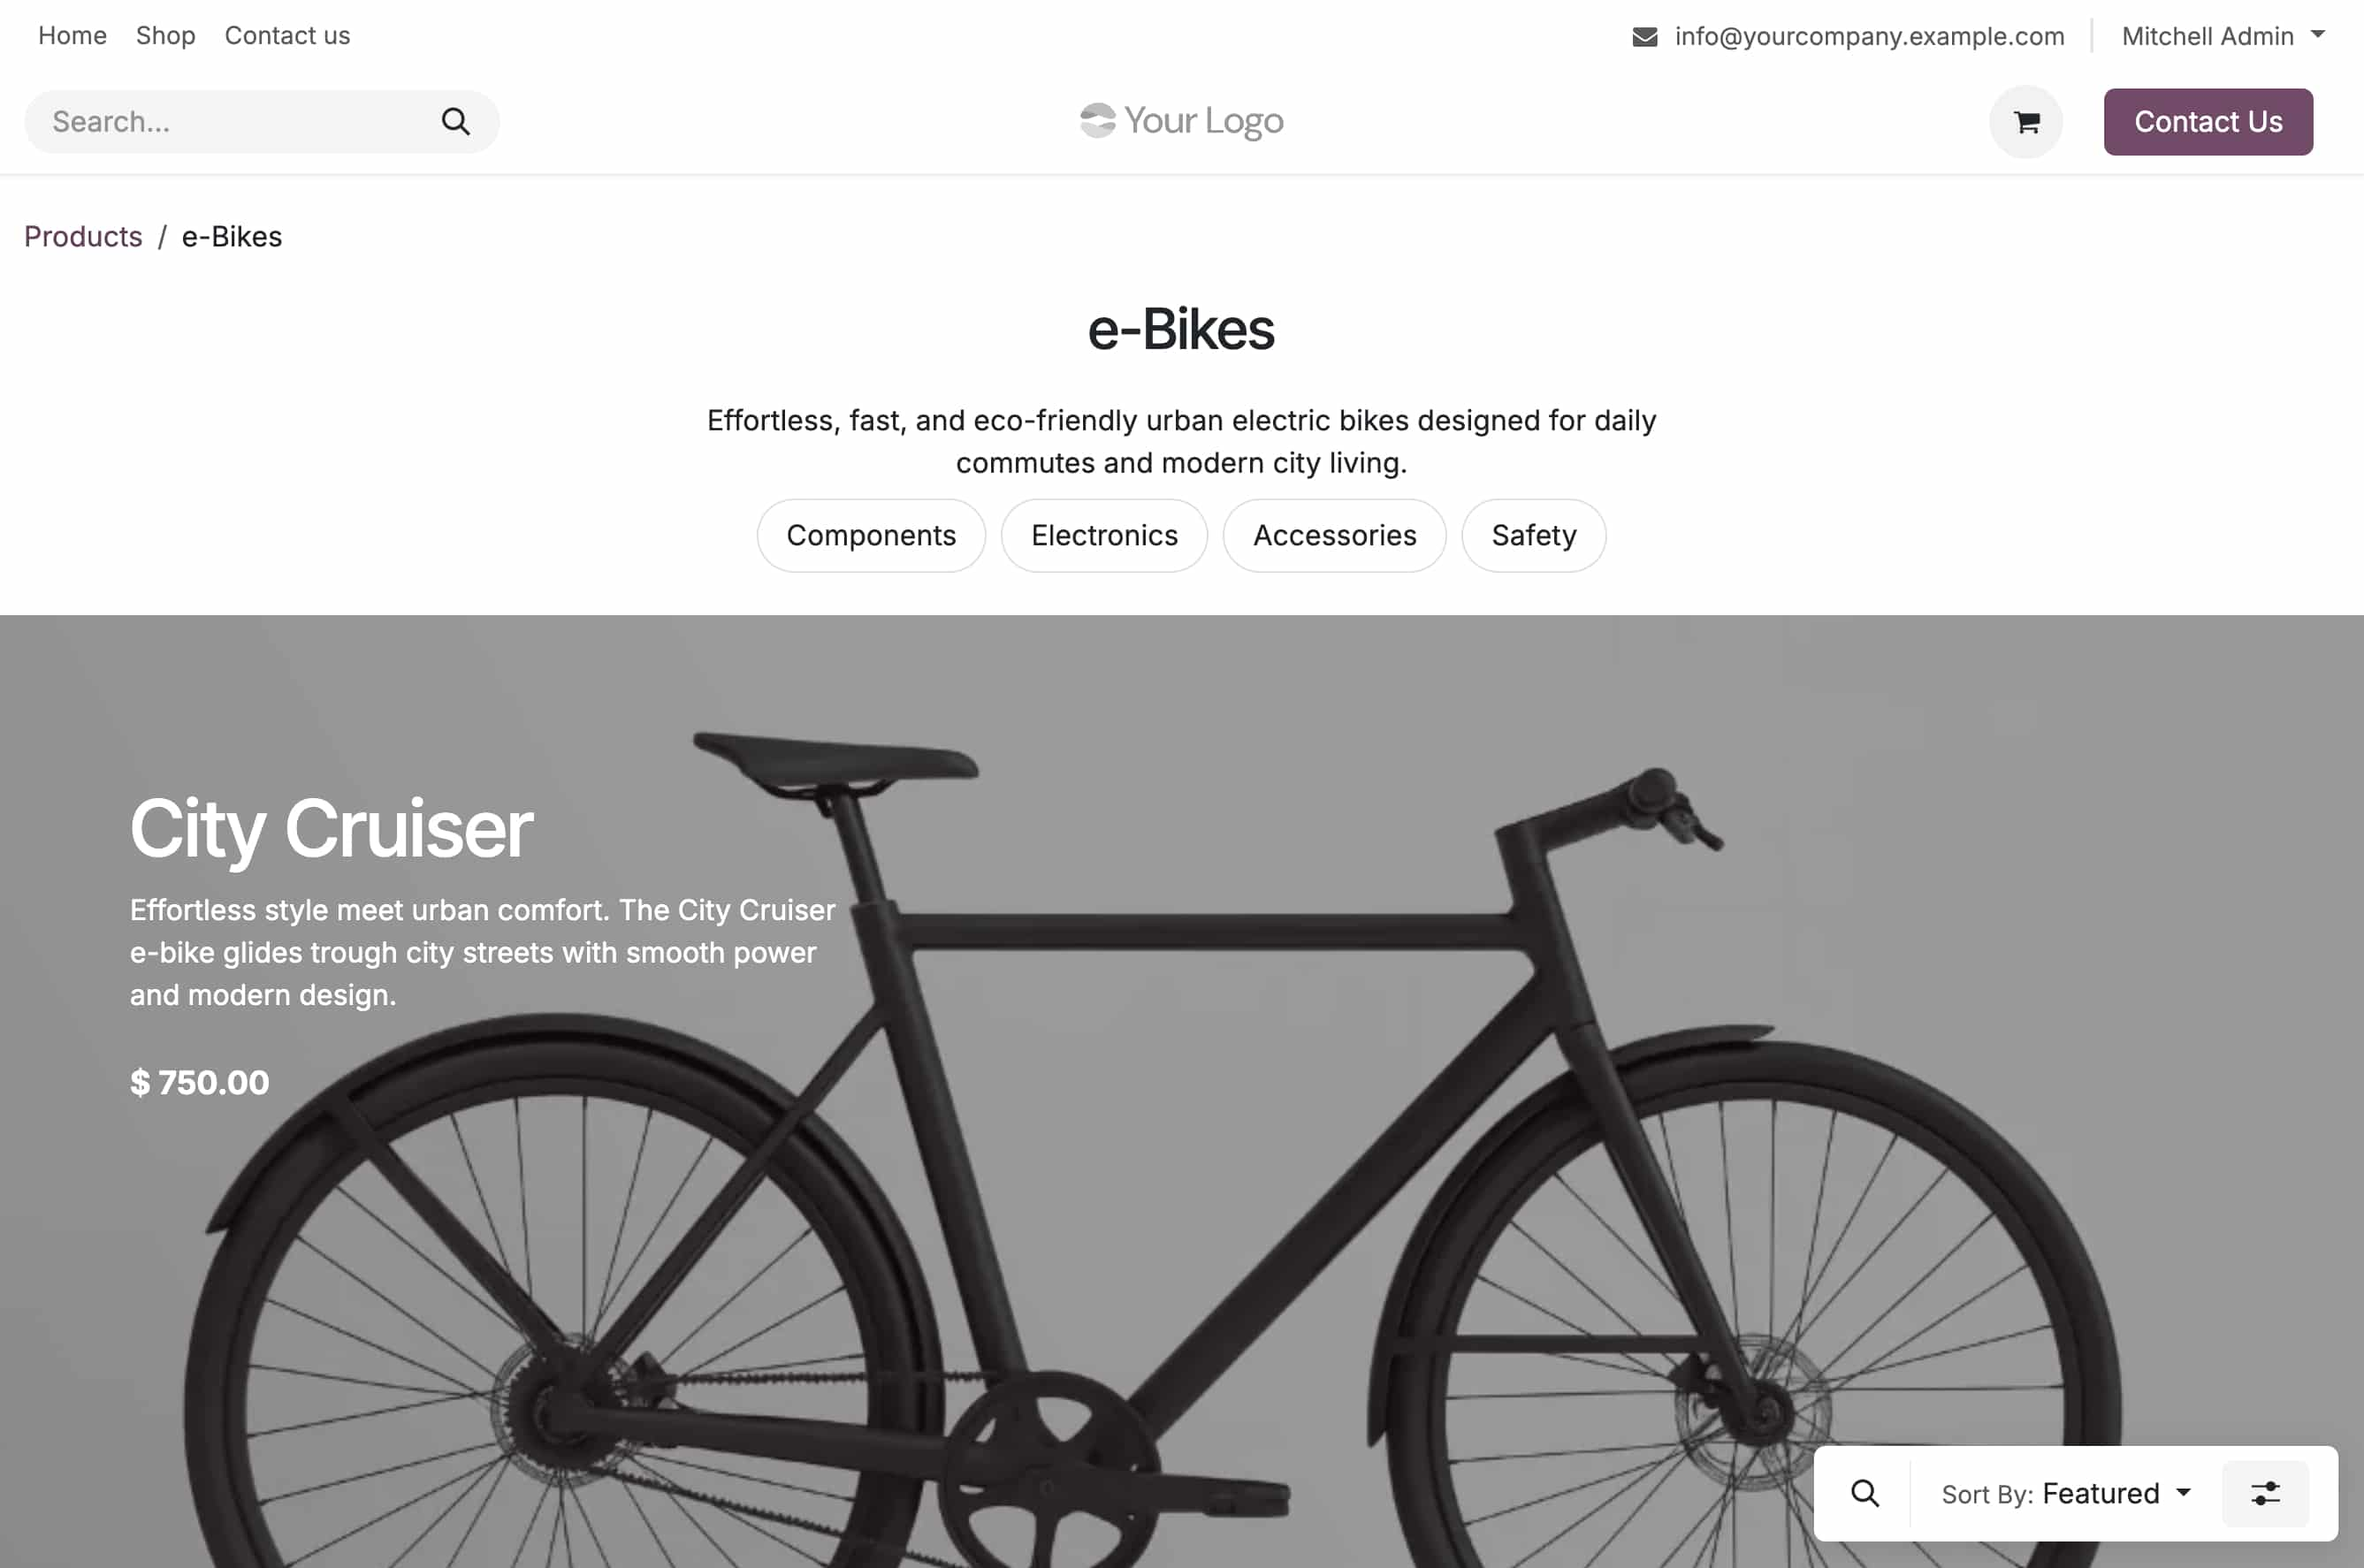 Home Shop Contact us
info@yourcompany.example.com Mitchell Admin
Search...
Your Logo
Contact Us
Products / e-Bikes
e-Bikes
Effortless, fast, and eco-friendly urban electric bikes designed for daily
commutes and modern city living.
Components Electronics Accessories Safety
City Cruiser
Effortless style meet urban comfort. The City Cruiser
e-bike glides trough city streets with smooth power
and modern design.
$ 750.00
Sort By: Featured